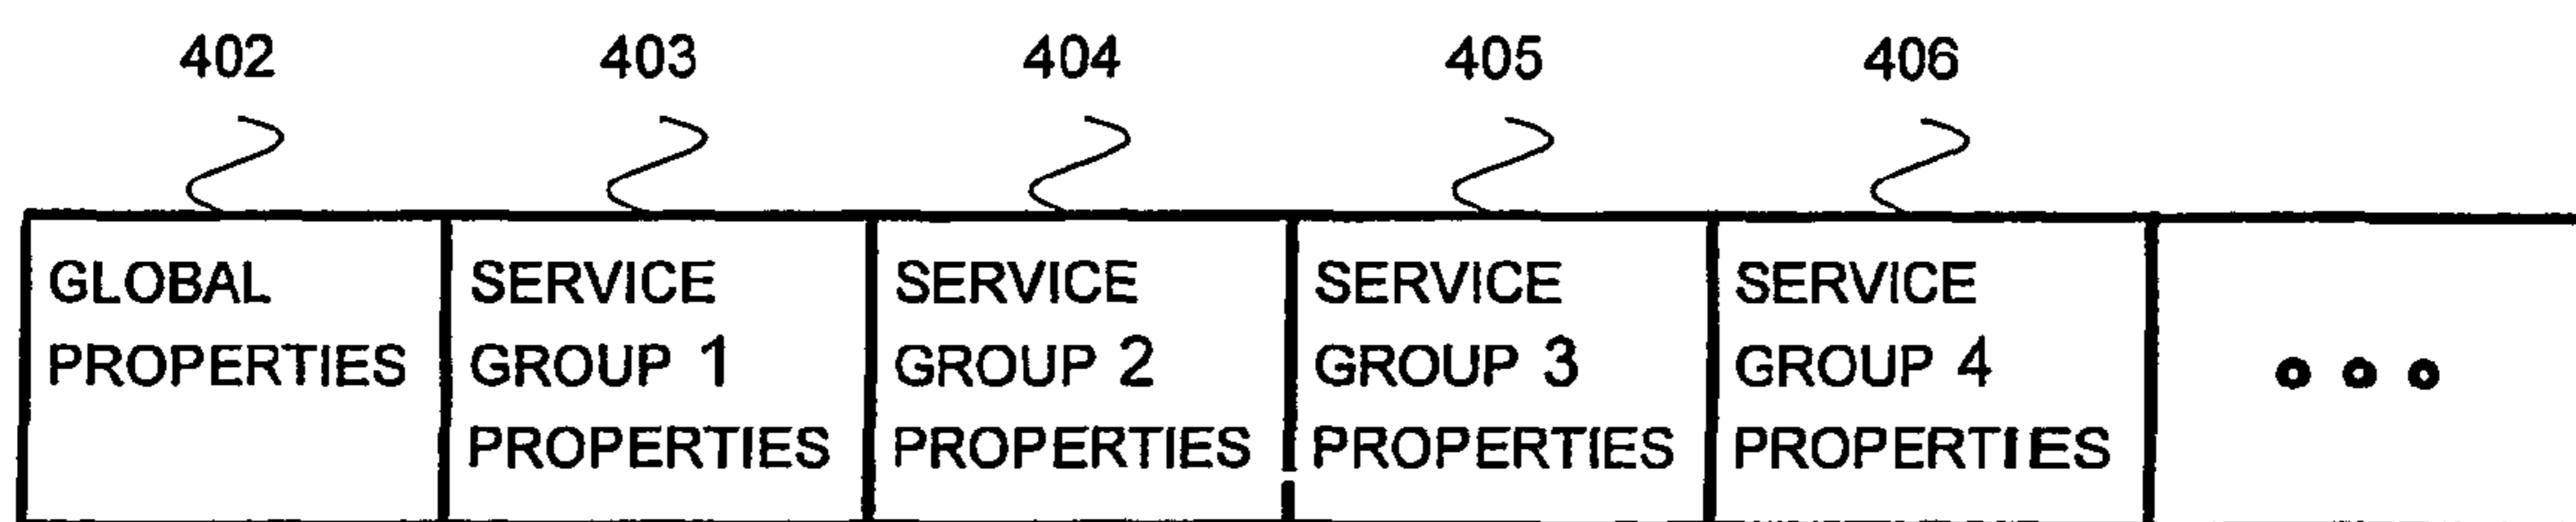 402 403 404 405 406
GLOBAL PROPERTIES
SERVICE GROUP 1 PROPERTIES
SERVICE GROUP 2 PROPERTIES
SERVICE GROUP 3 PROPERTIES
SERVICE GROUP 4 PROPERTIES